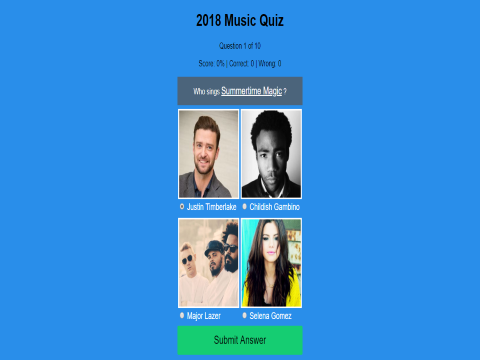 2018 Music Quiz
Question 1 of 10
Score: 0% | Correct: 0 | Wrong: 0
Who sings Summertime Magic ?
Justin Timberlake
Childish Gambino
Major Lazer
Selena Gomez
Submit Answer